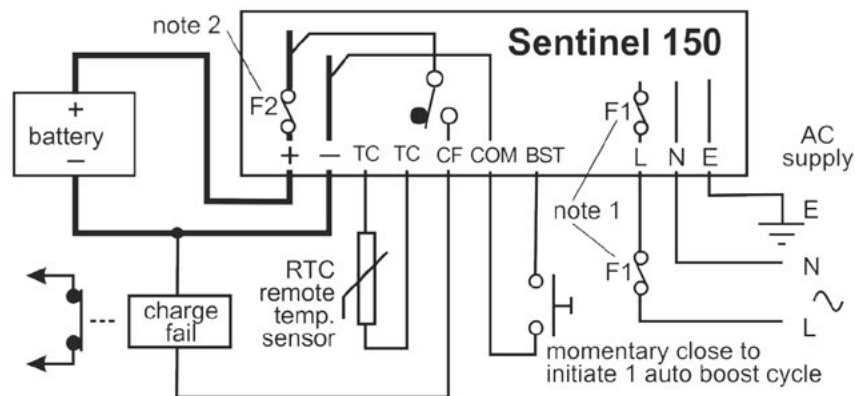 note 2
Sentinel 150
+
battery
−
F2
F1
+ − TC TC CF COM BST L N E
AC
supply
E
note 1
F1
N
L
RTC
remote
temp.
sensor
charge
fail
momentary close to
initiate 1 auto boost cycle